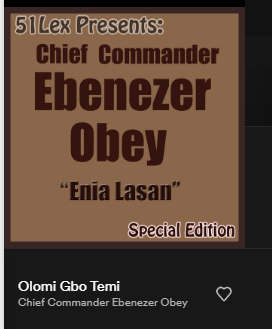 51Lex Presents:
Chief Commander
Ebenezer
Obey
“Enia Lasan”
Special Edition
Olomi Gbo Temi
Chief Commander Ebenezer Obey